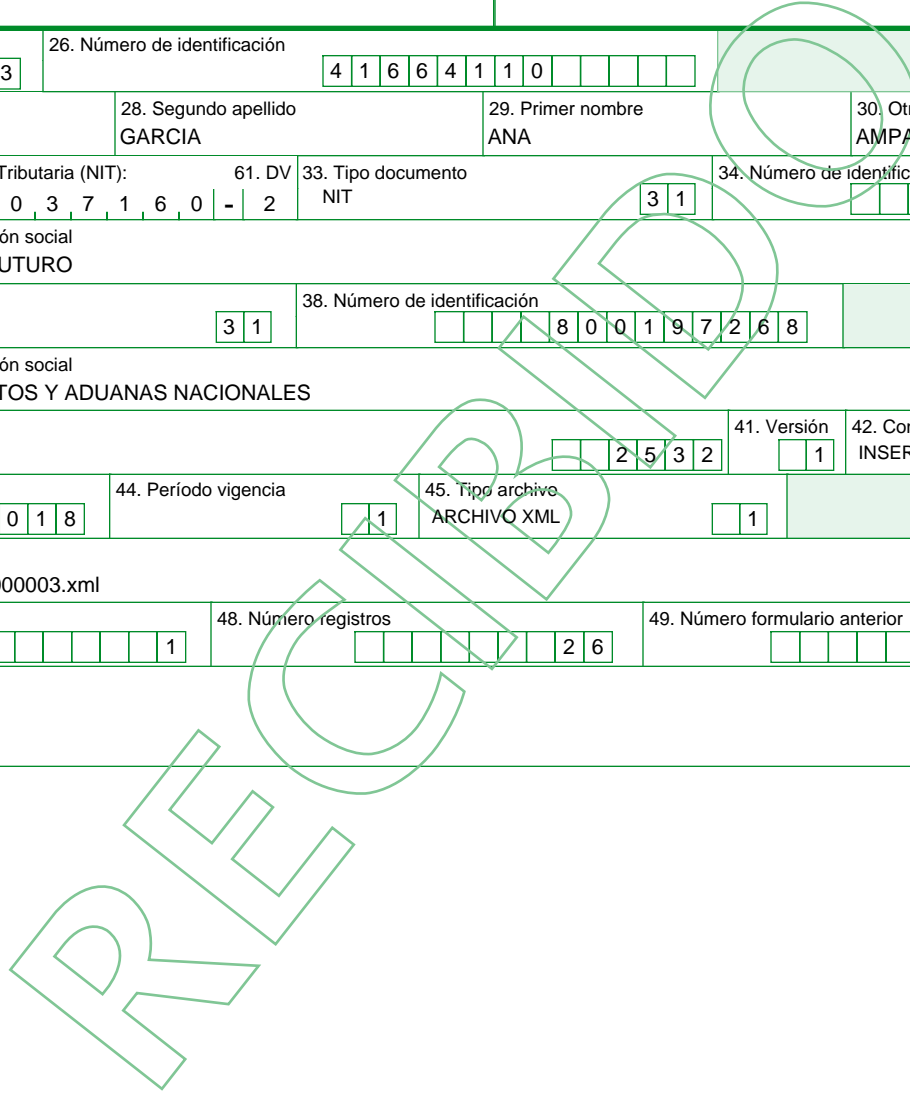 26. Número de identificación
3 4 1 6 6 4 1 1 0
28. Segundo apellido 29. Primer nombre 30. Otr
GARCIA ANA AMPA
Tributaria (NIT): 61. DV 33. Tipo documento 34. Número de identific
0 3 7 1 6 0 - 2 NIT 3 1
ón social
UTURO
38. Número de identificación
3 1 8 0 0 1 9 7 2 6 8
ón social
TOS Y ADUANAS NACIONALES
41. Versión 42. Con
2 5 3 2 1 INSER
44. Período vigencia 45. Tipo archivo
0 1 8 1 ARCHIVO XML 1
000003.xml
48. Número registros 49. Número formulario anterior
1 2 6
RECIBIDO